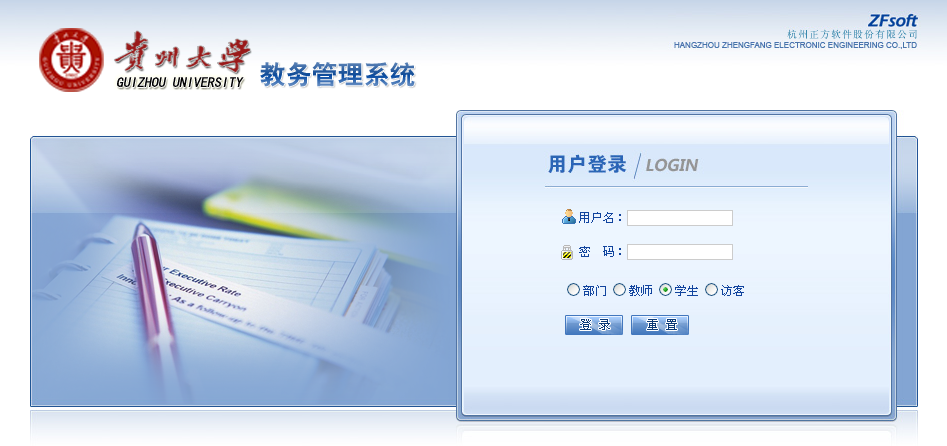 ZFsoft
杭州正方软件股份有限公司
HANGZHOU ZHENGFANG ELECTRONIC ENGINEERING CO.,LTD
貴州大學
GUIZHOU UNIVERSITY
教务管理系统
用户登录 / LOGIN
用户名：
密 码：
部门 教师 学生 访客
登 录 重 置
Executive Rate
Executive Carryon
As a follow-up to the